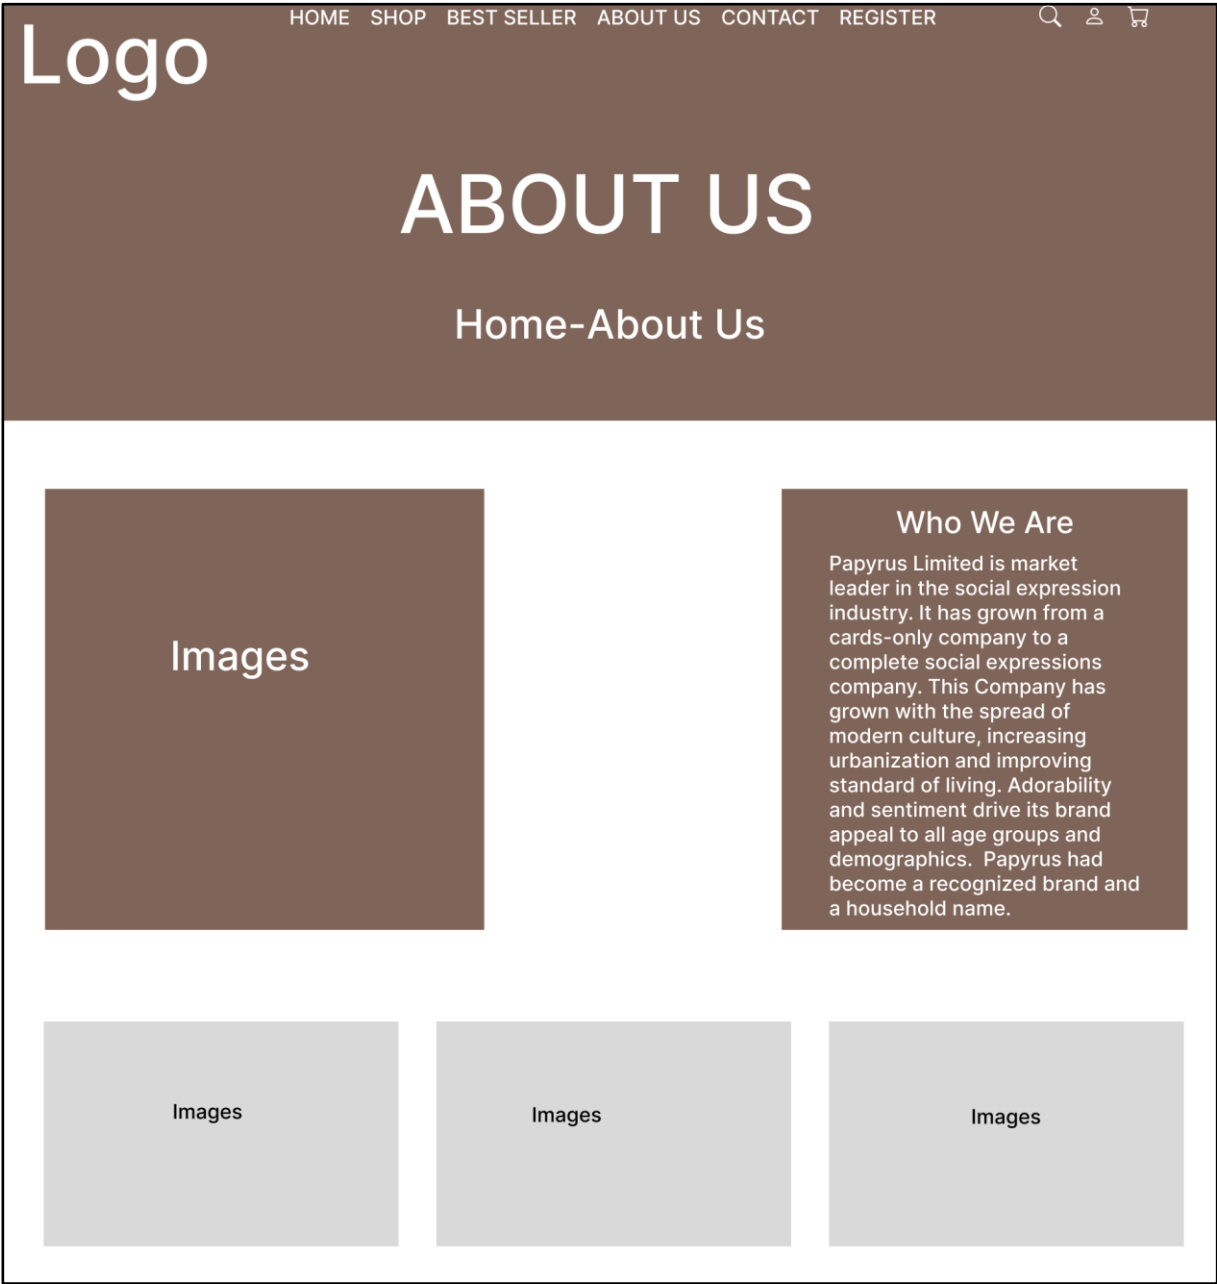 HOME SHOP BEST SELLER ABOUT US CONTACT REGISTER
Logo
ABOUT US
Home-About Us
Images
Who We Are
Papyrus Limited is market
leader in the social expression
industry. It has grown from a
cards-only company to a
complete social expressions
company. This Company has
grown with the spread of
modern culture, increasing
urbanization and improving
standard of living. Adorability
and sentiment drive its brand
appeal to all age groups and
demographics.  Papyrus had
become a recognized brand and
a household name.
Images
Images
Images